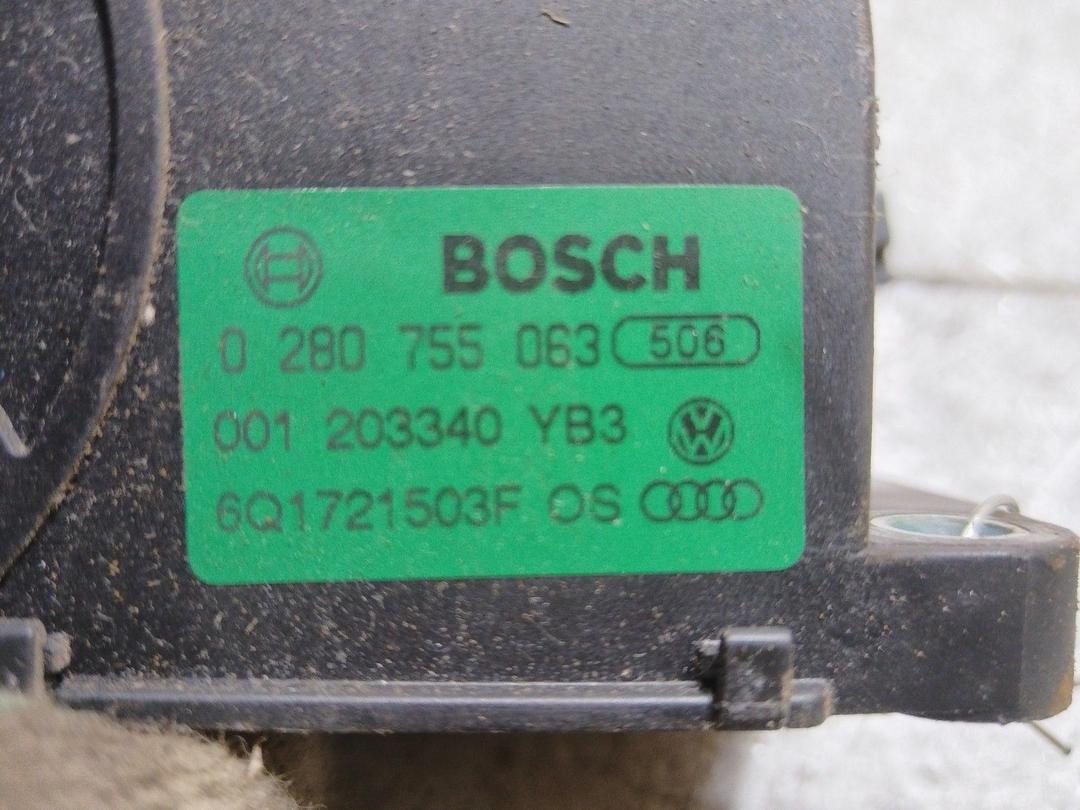 BOSCH
0 280 755 063 506
001 203340 YB3
6Q1721503F OS